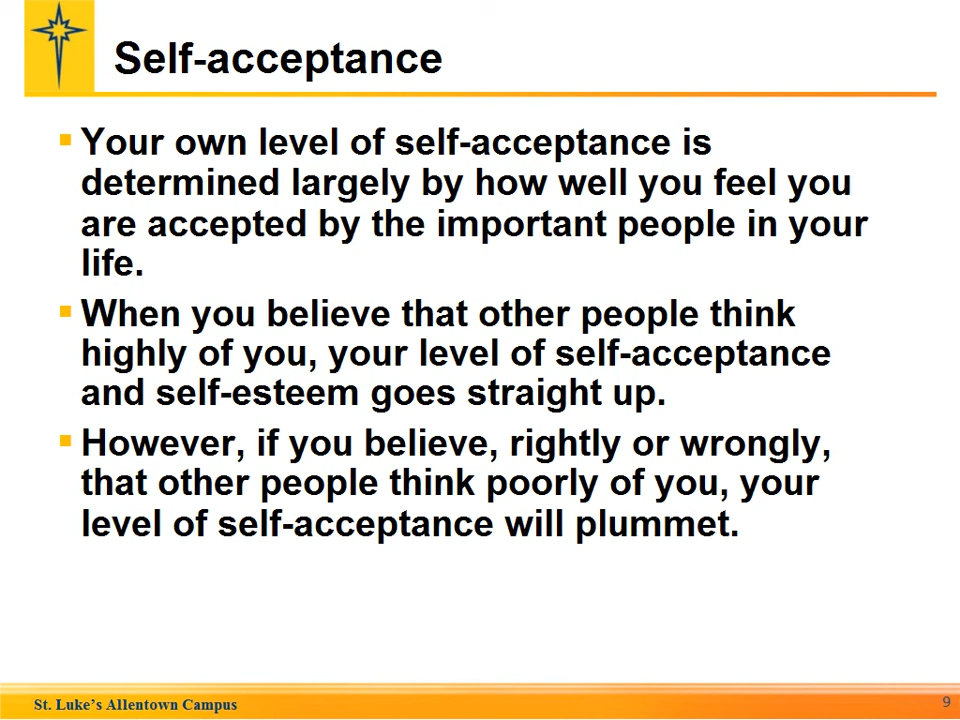 Self-acceptance
Your own level of self-acceptance is
determined largely by how well you feel you
are accepted by the important people in your
life.
When you believe that other people think
highly of you, your level of self-acceptance
and self-esteem goes straight up.
However, if you believe, rightly or wrongly,
that other people think poorly of you, your
level of self-acceptance will plummet.
St. Luke’s Allentown Campus
9